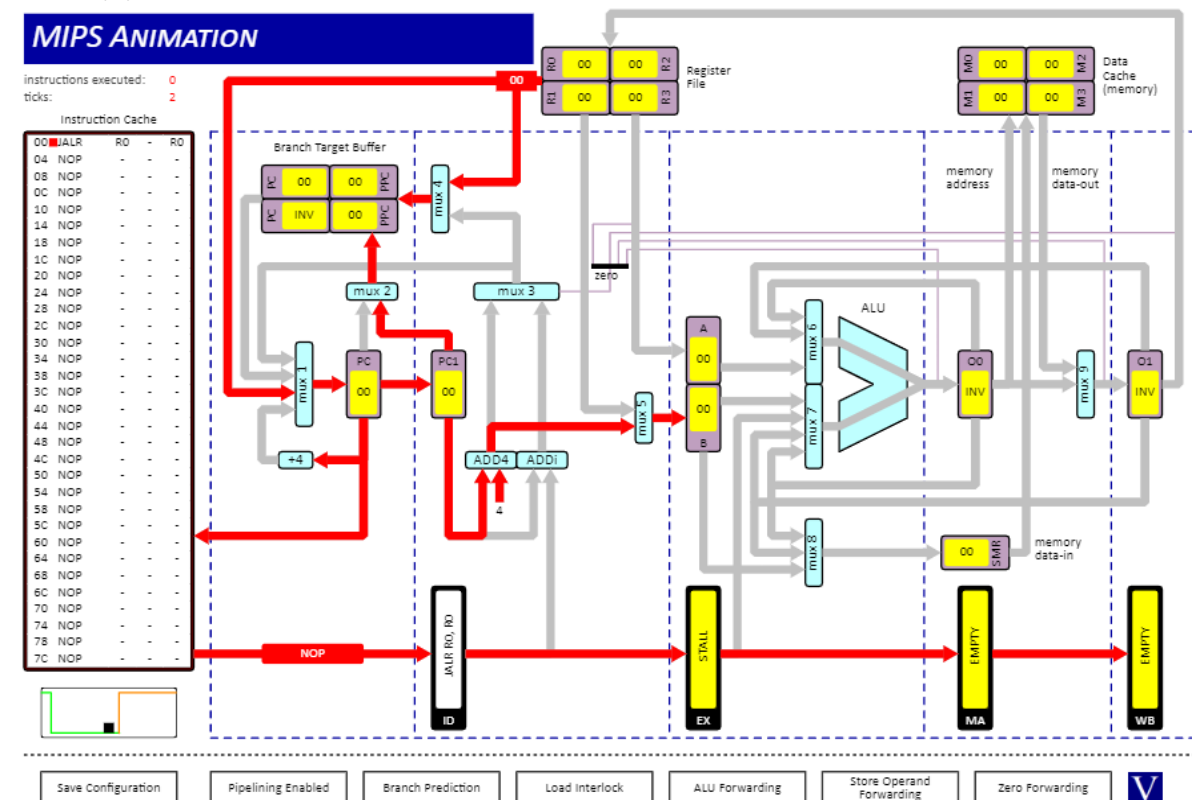 MIPS ANIMATION
instructions executed: 0
ticks: 2
Instruction Cache
00 JALR R0 - R0
04 NOP - - -
08 NOP - - -
0C NOP - - -
10 NOP - - -
14 NOP - - -
18 NOP - - -
1C NOP - - -
20 NOP - - -
24 NOP - - -
28 NOP - - -
2C NOP - - -
30 NOP - - -
34 NOP - - -
38 NOP - - -
3C NOP - - -
40 NOP - - -
44 NOP - - -
48 NOP - - -
4C NOP - - -
50 NOP - - -
54 NOP - - -
58 NOP - - -
5C NOP - - -
60 NOP - - -
64 NOP - - -
68 NOP - - -
6C NOP - - -
70 NOP - - -
74 NOP - - -
78 NOP - - -
7C NOP - - -
00
R0 00 00 R2
R1 00 00 R3
Register
File
M0 00 00 M2
M1 00 00 M3
Data
Cache
(memory)
Branch Target Buffer
PC 00 00 PPC
PC INV 00 PPC
mux 4
memory
address
memory
data-out
zero
mux 2
mux 3
mux 1
PC
00
PC1
00
+4
ADD4
ADDi
4
mux 5
A
00
00
B
mux 6
mux 7
ALU
mux 8
O0
INV
mux 9
O1
INV
00 SMR
memory
data-in
NOP
JALR R0, R0
ID
STALL
EX
EMPTY
MA
EMPTY
WB
Save Configuration
Pipelining Enabled
Branch Prediction
Load Interlock
ALU Forwarding
Store Operand
Forwarding
Zero Forwarding
V